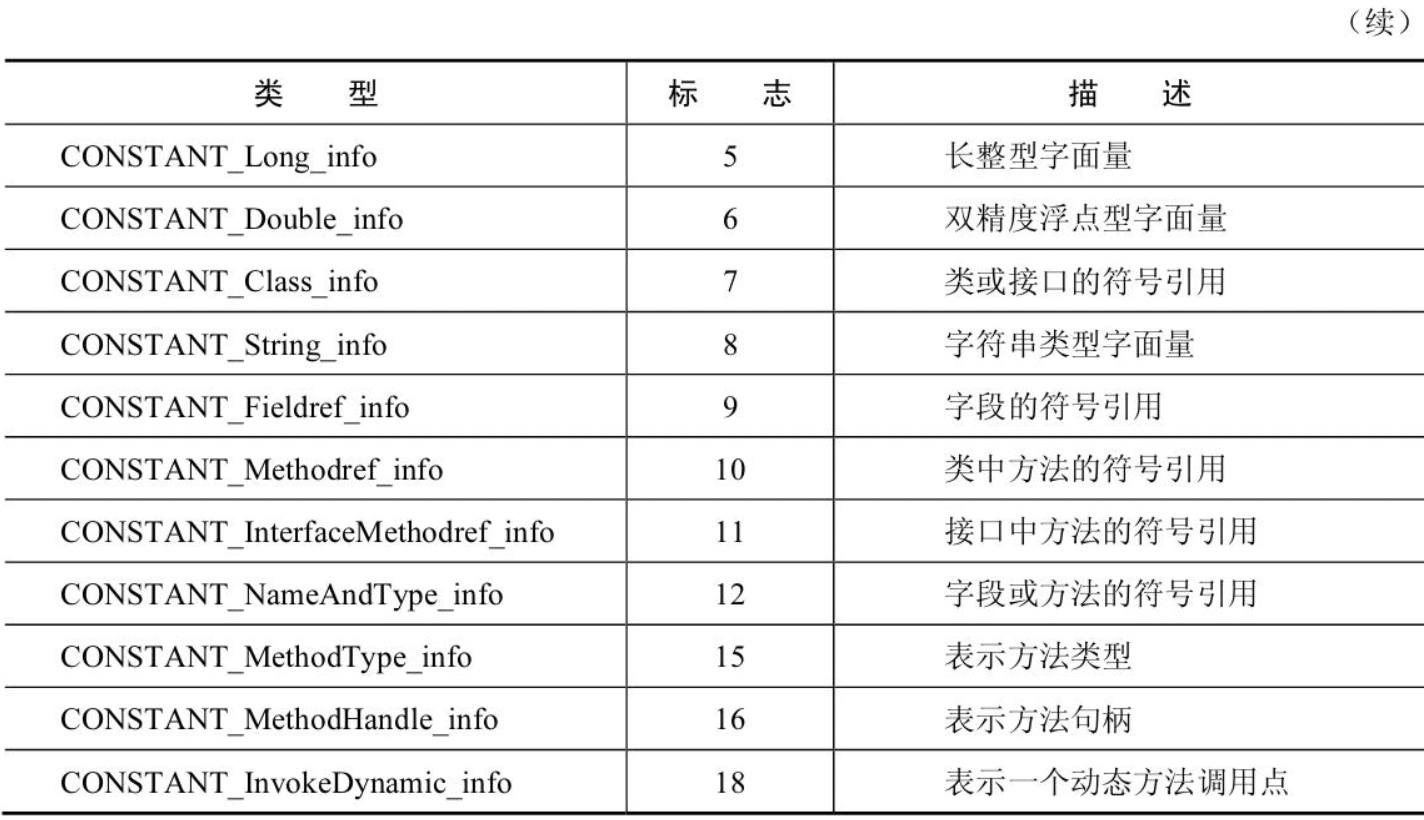 （续）
类 型 标 志 描 述
CONSTANT_Long_info 5 长整型字面量
CONSTANT_Double_info 6 双精度浮点型字面量
CONSTANT_Class_info 7 类或接口的符号引用
CONSTANT_String_info 8 字符串类型字面量
CONSTANT_Fieldref_info 9 字段的符号引用
CONSTANT_Methodref_info 10 类中方法的符号引用
CONSTANT_InterfaceMethodref_info 11 接口中方法的符号引用
CONSTANT_NameAndType_info 12 字段或方法的符号引用
CONSTANT_MethodType_info 15 表示方法类型
CONSTANT_MethodHandle_info 16 表示方法句柄
CONSTANT_InvokeDynamic_info 18 表示一个动态方法调用点